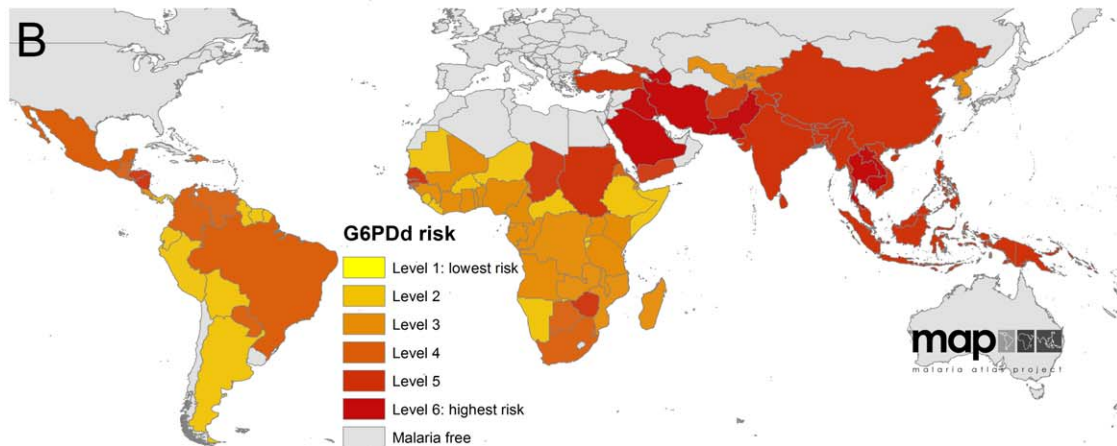 B
G6PDd risk
Level 1: lowest risk
Level 2
Level 3
Level 4
Level 5
Level 6: highest risk
Malaria free
map
malaria atlas project